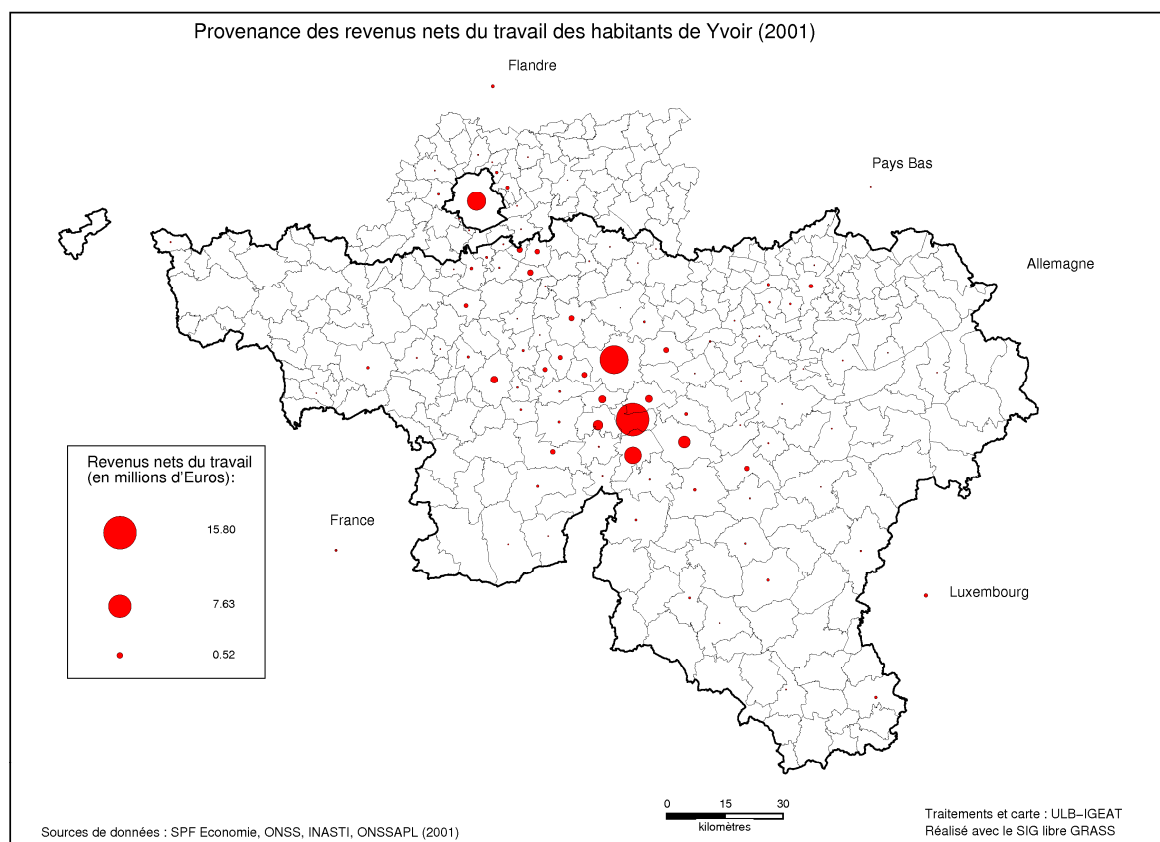 Provenance des revenus nets du travail des habitants de Yvoir (2001)
Flandre
Pays Bas
Allemagne
Revenus nets du travail
(en millions d'Euros):
15.80
7.63
0.52
France
Luxembourg
0 15 30
kilomètres
Sources de données : SPF Economie, ONSS, INASTI, ONSSAPL (2001)
Traitements et carte : ULB–IGEAT
Réalisé avec le SIG libre GRASS